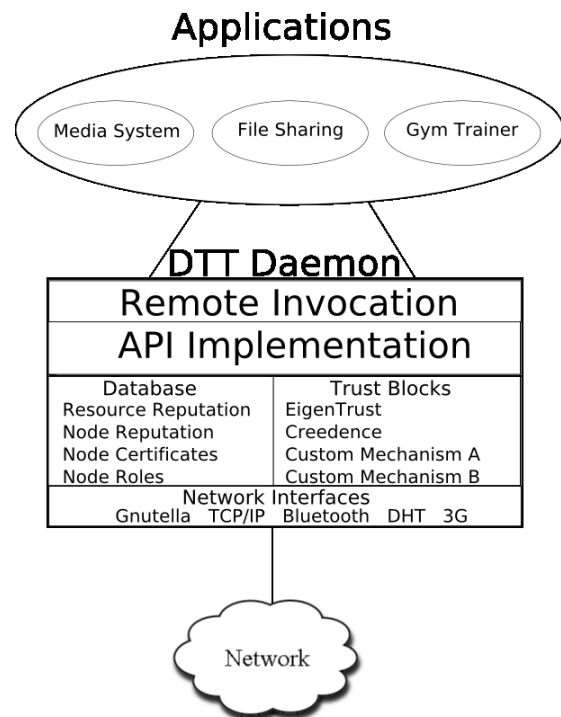 Applications
Media System File Sharing Gym Trainer
DTT Daemon
Remote Invocation
API Implementation
Database
Resource Reputation
Node Reputation
Node Certificates
Node Roles
Trust Blocks
EigenTrust
Creedence
Custom Mechanism A
Custom Mechanism B
Network Interfaces
Gnutella TCP/IP Bluetooth DHT 3G
Network